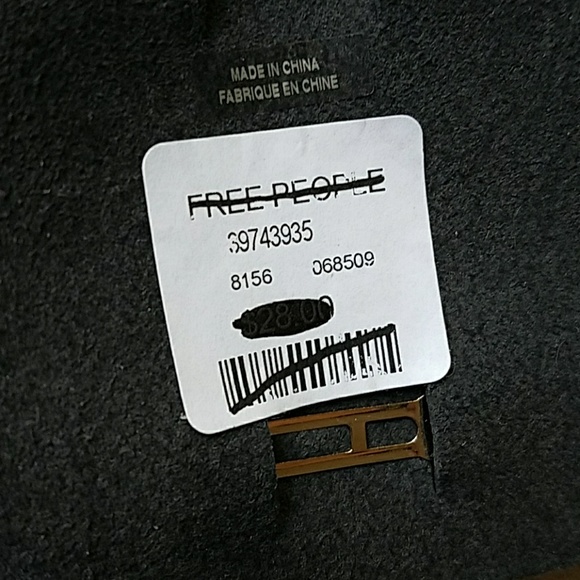 MADE IN CHINA
FABRIQUE EN CHINE
FREE PEOPLE
39743935
8156 068509